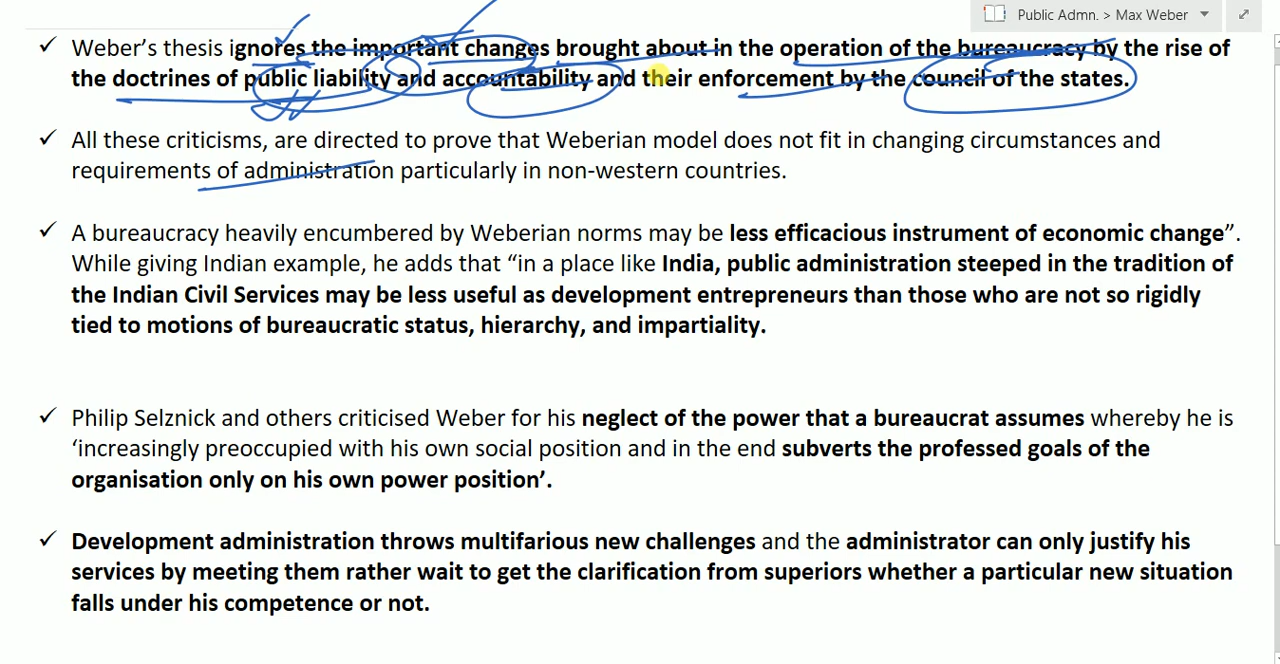 Public Admn. > Max Weber
✓ Weber’s thesis ignores the important changes brought about in the operation of the bureaucracy by the rise of
the doctrines of public liability and accountability and their enforcement by the council of the states.
✓ All these criticisms, are directed to prove that Weberian model does not fit in changing circumstances and
requirements of administration particularly in non-western countries.
✓ A bureaucracy heavily encumbered by Weberian norms may be less efficacious instrument of economic change”.
While giving Indian example, he adds that “in a place like India, public administration steeped in the tradition of
the Indian Civil Services may be less useful as development entrepreneurs than those who are not so rigidly
tied to motions of bureaucratic status, hierarchy, and impartiality.
✓ Philip Selznick and others criticised Weber for his neglect of the power that a bureaucrat assumes whereby he is
‘increasingly preoccupied with his own social position and in the end subverts the professed goals of the
organisation only on his own power position’.
✓ Development administration throws multifarious new challenges and the administrator can only justify his
services by meeting them rather wait to get the clarification from superiors whether a particular new situation
falls under his competence or not.